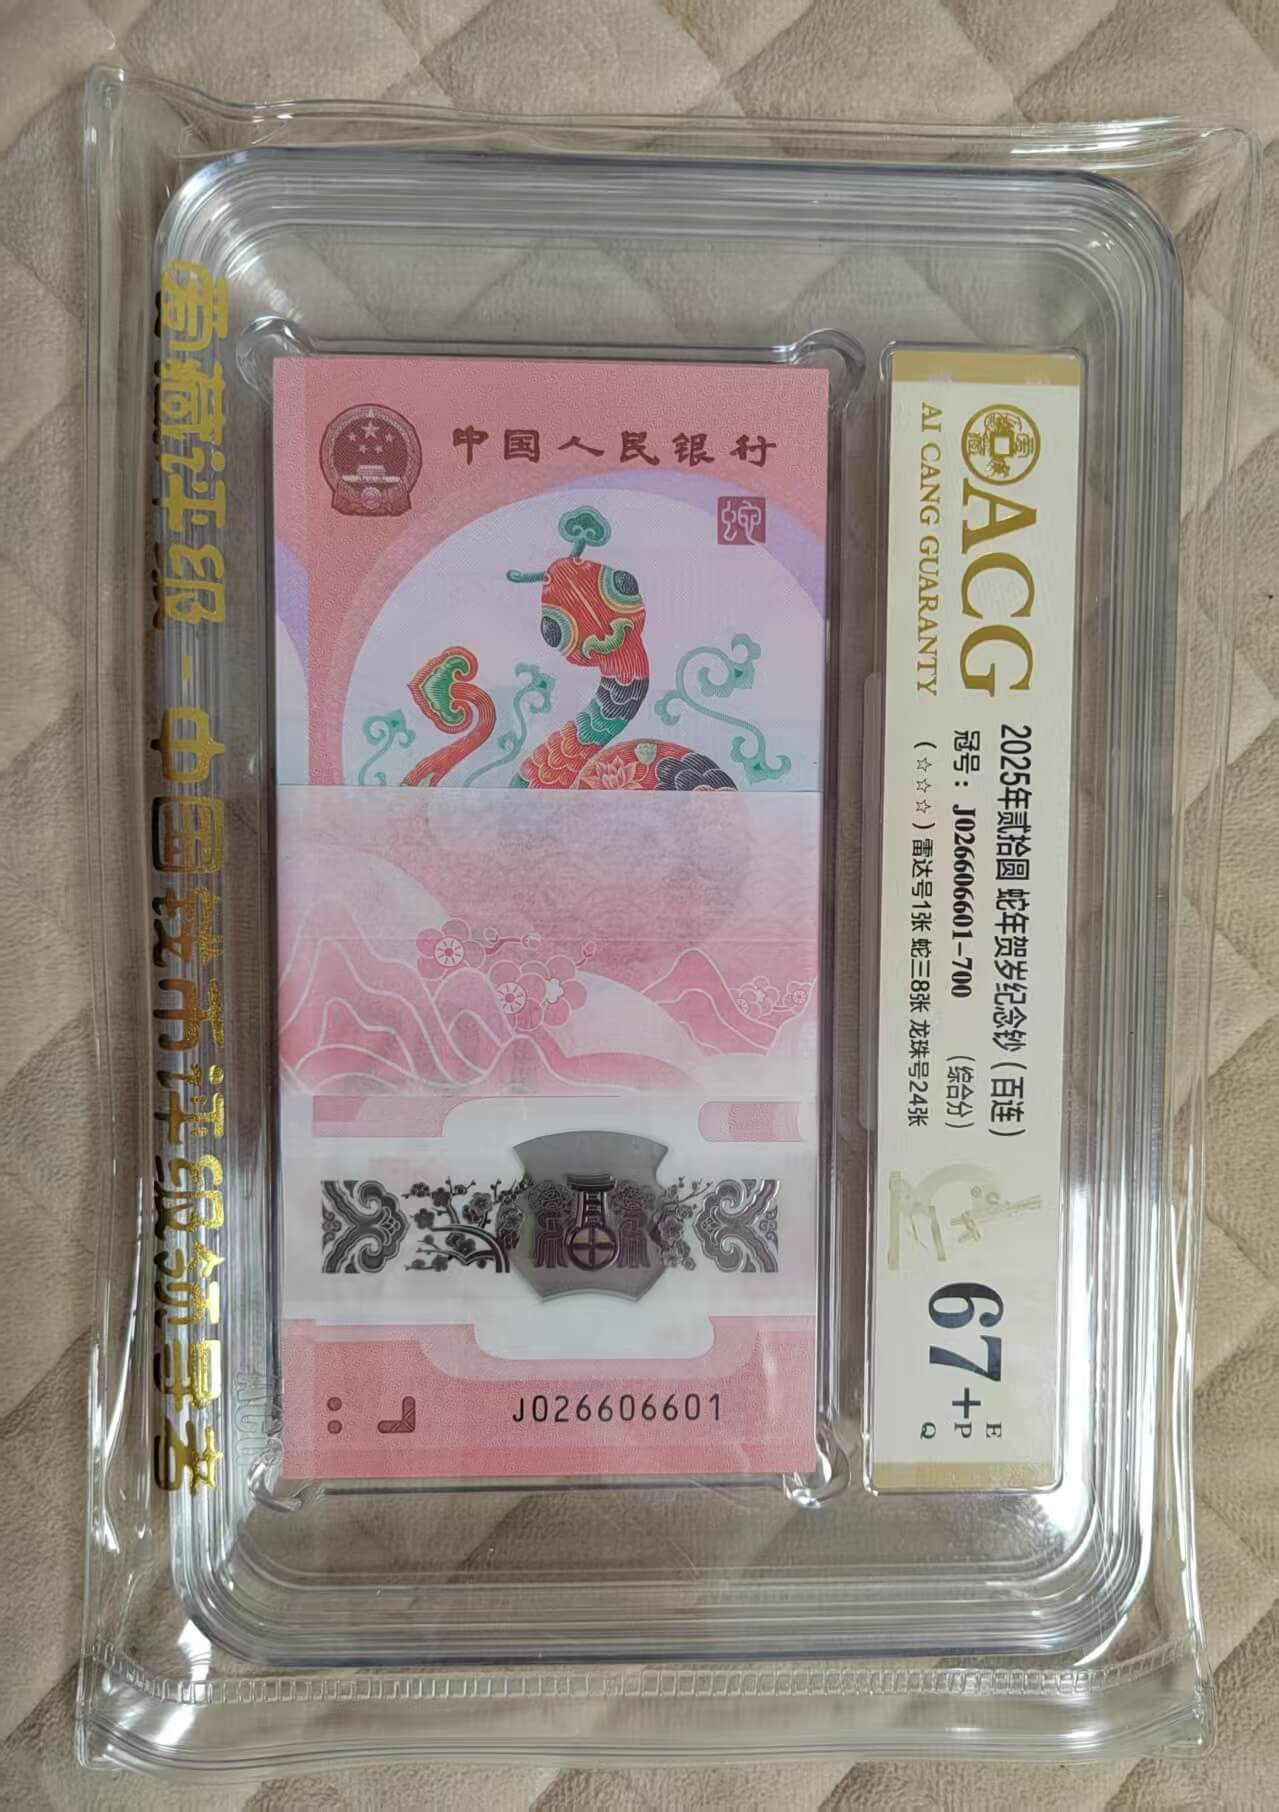 爱藏评级 - 中国钱币评级领导者
中国人民银行
蛇
J026606601
ACG
AI CANG GUARANTY
2025年贰拾圆 蛇年贺岁纪念钞（百连）
冠号：J026606601-700 （综合分）
（☆☆☆）雷达号1张 蛇三8张 龙珠号24张
67+
E
P
Q